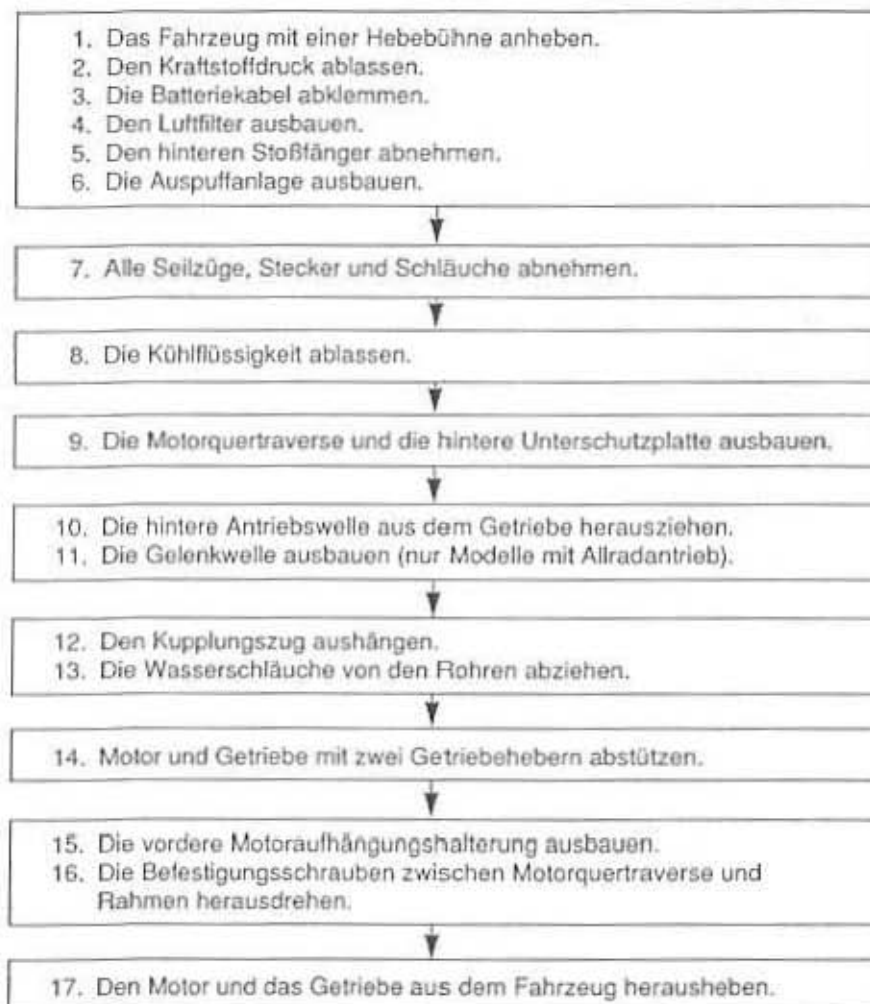 1. Das Fahrzeug mit einer Hebebühne anheben.
2. Den Kraftstoffdruck ablassen.
3. Die Batteriekabel abklemmen.
4. Den Luftfilter ausbauen.
5. Den hinteren Stoßfänger abnehmen.
6. Die Auspuffanlage ausbauen.
7. Alle Seilzüge, Stecker und Schläuche abnehmen.
8. Die Kühlflüssigkeit ablassen.
9. Die Motorquertraverse und die hintere Unterschutzplatte ausbauen.
10. Die hintere Antriebswelle aus dem Getriebe herausziehen.
11. Die Gelenkwelle ausbauen (nur Modelle mit Allradantrieb).
12. Den Kupplungszug aushängen.
13. Die Wasserschläuche von den Rohren abziehen.
14. Motor und Getriebe mit zwei Getriebehebern abstützen.
15. Die vordere Motoraufhängungshalterung ausbauen.
16. Die Befestigungsschrauben zwischen Motorquertraverse und
Rahmen herausdrehen.
17. Den Motor und das Getriebe aus dem Fahrzeug herausheben.